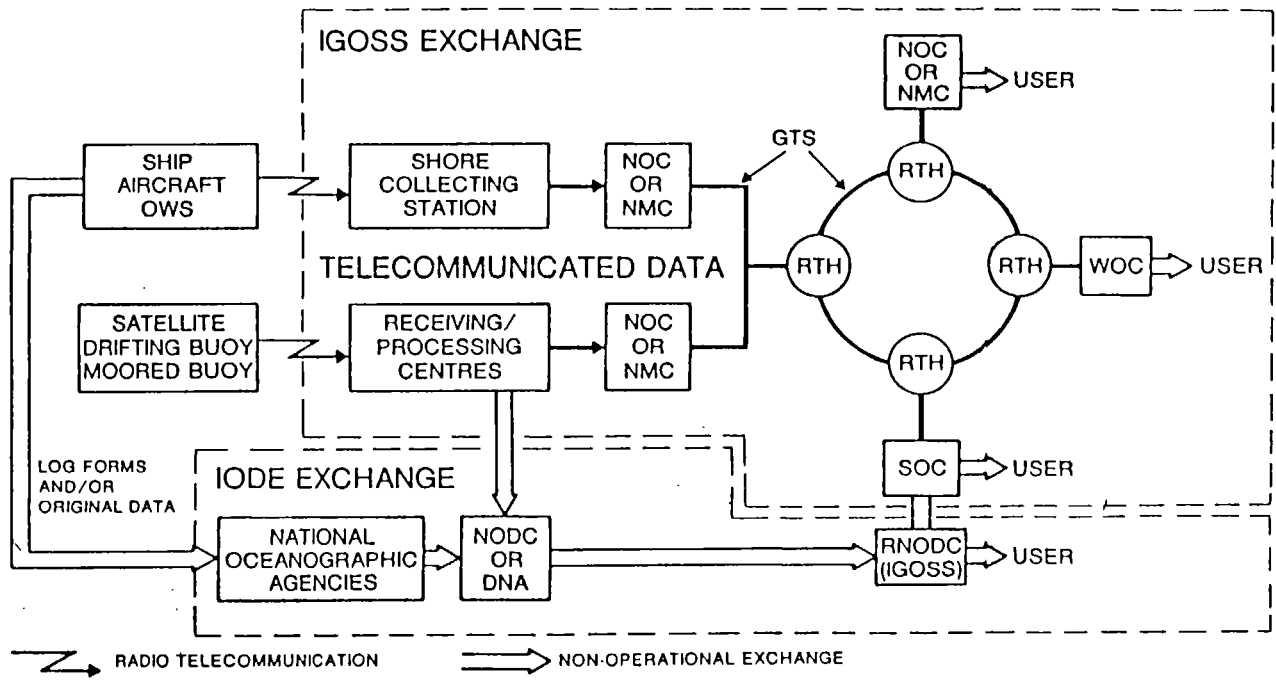 IGOSS EXCHANGE
NOC
OR
NMC
USER
GTS
SHIP
AIRCRAFT
OWS
SHORE
COLLECTING
STATION
NOC
OR
NMC
RTH
RTH
RTH
WOC
USER
TELECOMMUNICATED DATA
SATELLITE
DRIFTING BUOY
MOORED BUOY
RECEIVING/
PROCESSING
CENTRES
NOC
OR
NMC
RTH
SOC
USER
LOG FORMS
AND/OR
ORIGINAL DATA
IODE EXCHANGE
NATIONAL
OCEANOGRAPHIC
AGENCIES
NODC
OR
DNA
RNODC
(IGOSS)
USER
RADIO TELECOMMUNICATION
NON-OPERATIONAL EXCHANGE